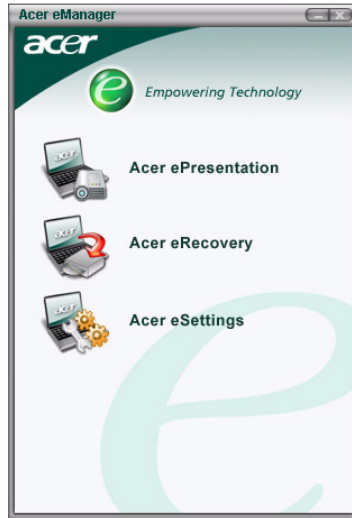 Acer eManager
acer
e Empowering Technology
Acer ePresentation
Acer eRecovery
Acer eSettings